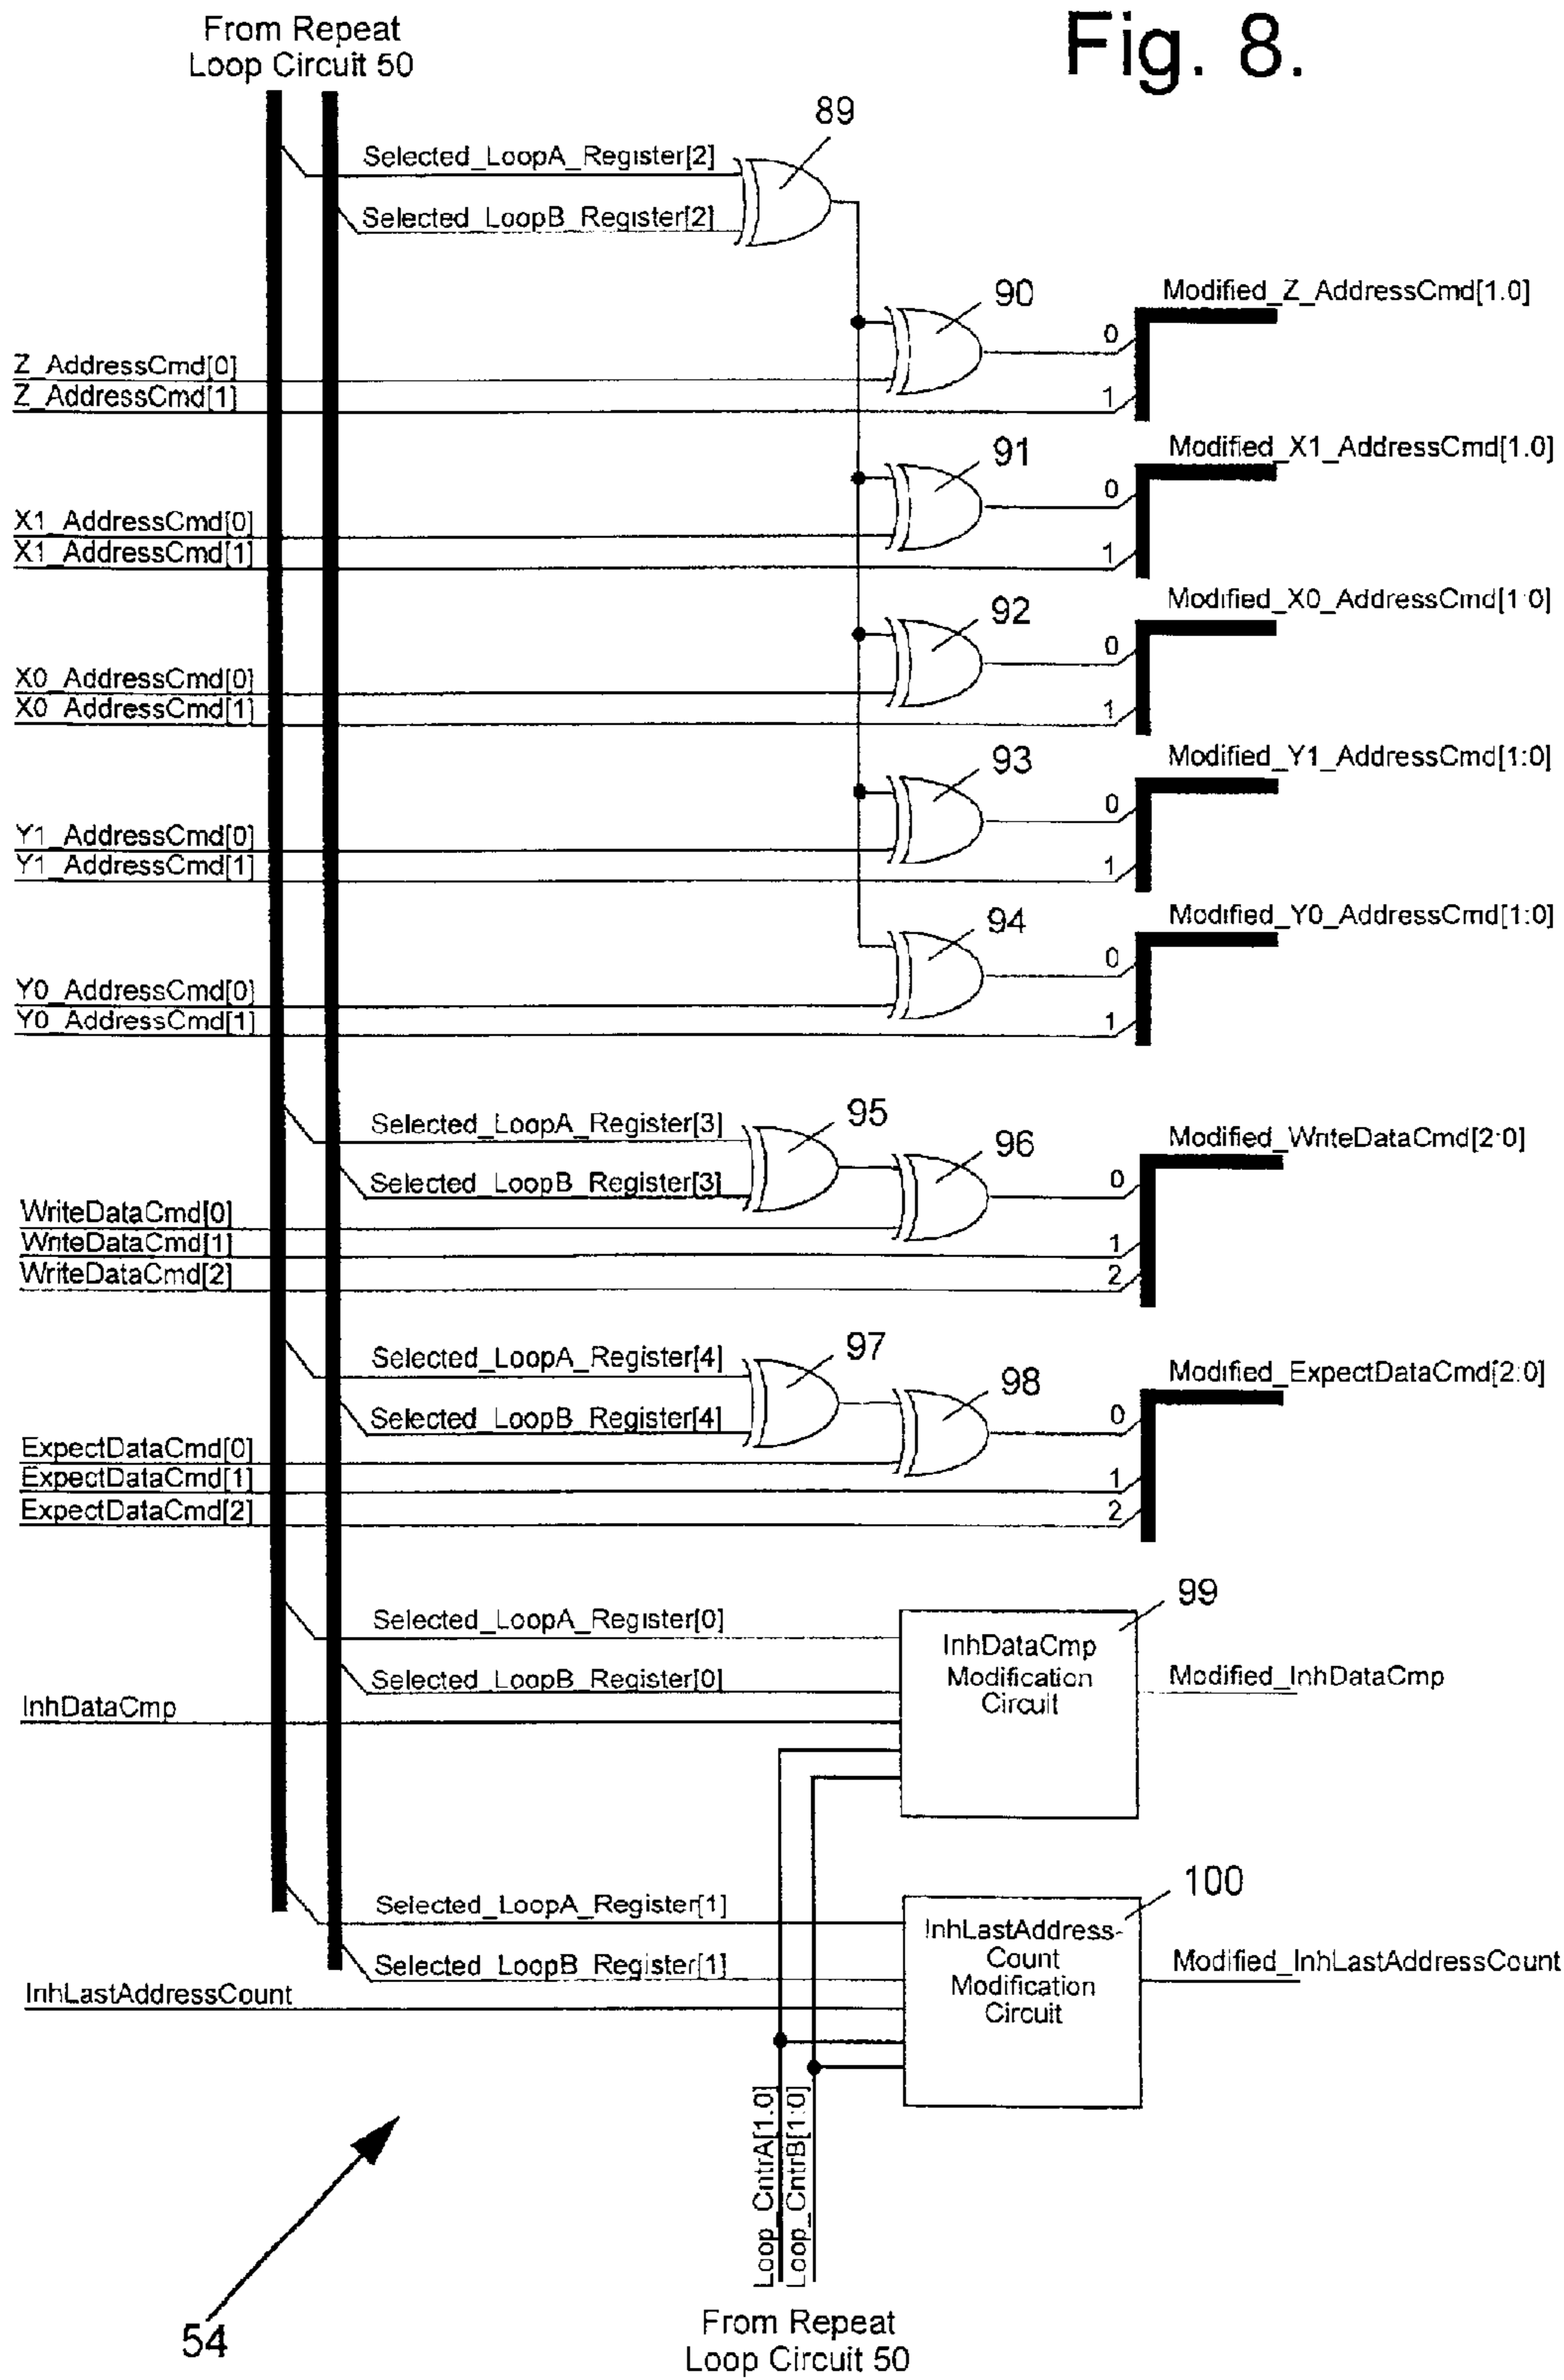 From Repeat
Loop Circuit 50
Fig. 8.
89
Selected_LoopA_Register[2]
Selected_LoopB_Register[2]
90
Modified_Z_AddressCmd[1.0]
0
Z_AddressCmd[0]
Z_AddressCmd[1]
1
91
Modified_X1_AddressCmd[1.0]
0
X1_AddressCmd[0]
X1_AddressCmd[1]
1
92
Modified_X0_AddressCmd[1:0]
0
X0_AddressCmd[0]
X0_AddressCmd[1]
1
93
Modified_Y1_AddressCmd[1:0]
0
Y1_AddressCmd[0]
Y1_AddressCmd[1]
1
94
Modified_Y0_AddressCmd[1:0]
0
Y0_AddressCmd[0]
Y0_AddressCmd[1]
1
Selected_LoopA_Register[3]
95
96
Modified_WriteDataCmd[2:0]
Selected_LoopB_Register[3]
0
WriteDataCmd[0]
WriteDataCmd[1]
1
WriteDataCmd[2]
2
Selected_LoopA_Register[4]
97
98
Modified_ExpectDataCmd[2:0]
Selected_LoopB_Register[4]
0
ExpectDataCmd[0]
ExpectDataCmd[1]
1
ExpectDataCmd[2]
2
99
Selected_LoopA_Register[0]
InhDataCmp
Modification
Circuit
Selected_LoopB_Register[0]
Modified_InhDataCmp
InhDataCmp
100
Selected_LoopA_Register[1]
InhLastAddress-
Count
Modification
Circuit
Selected_LoopB_Register[1]
Modified_InhLastAddressCount
InhLastAddressCount
Loop_CntrA[1.0]
Loop_CntrB[1:0]
54
From Repeat
Loop Circuit 50